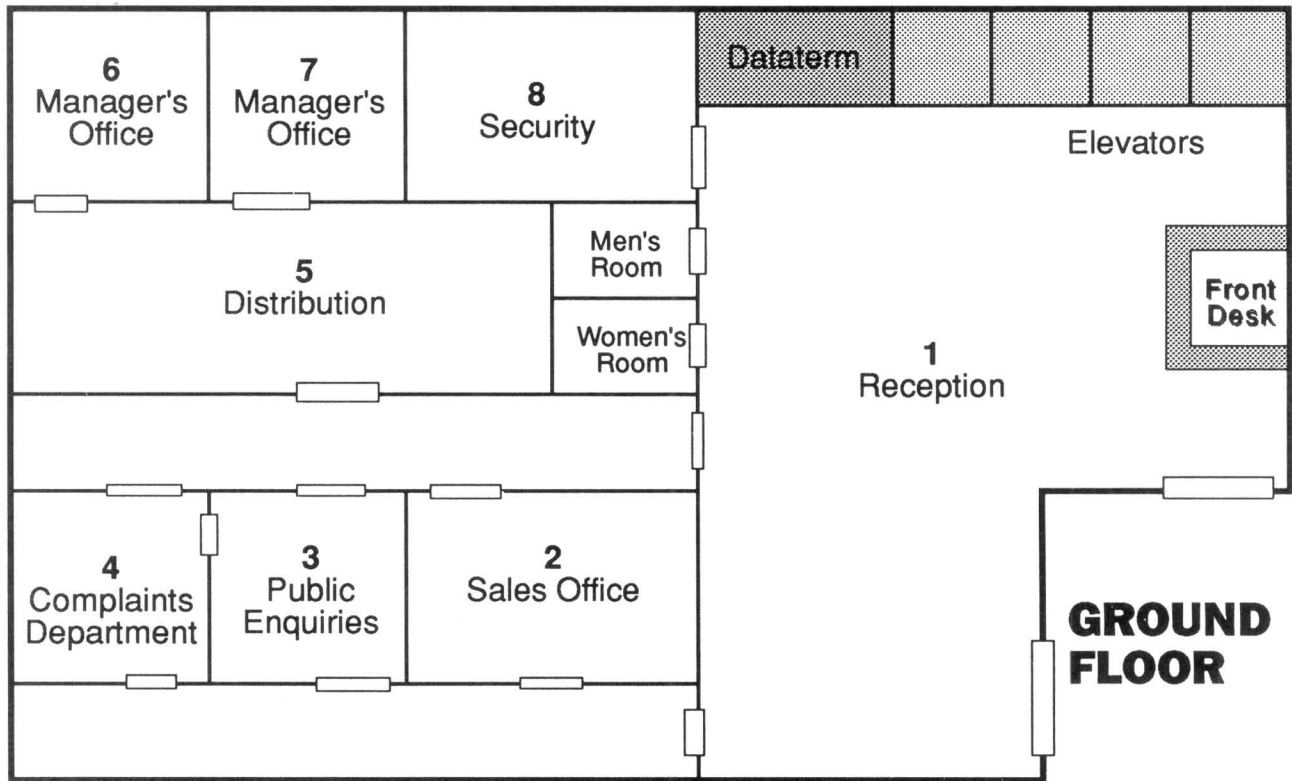 6
Manager's
Office
7
Manager's
Office
8
Security
Dataterm
Elevators
Men's
Room
5
Distribution
Women's
Room
Front
Desk
1
Reception
4
Complaints
Department
3
Public
Enquiries
2
Sales Office
GROUND
FLOOR